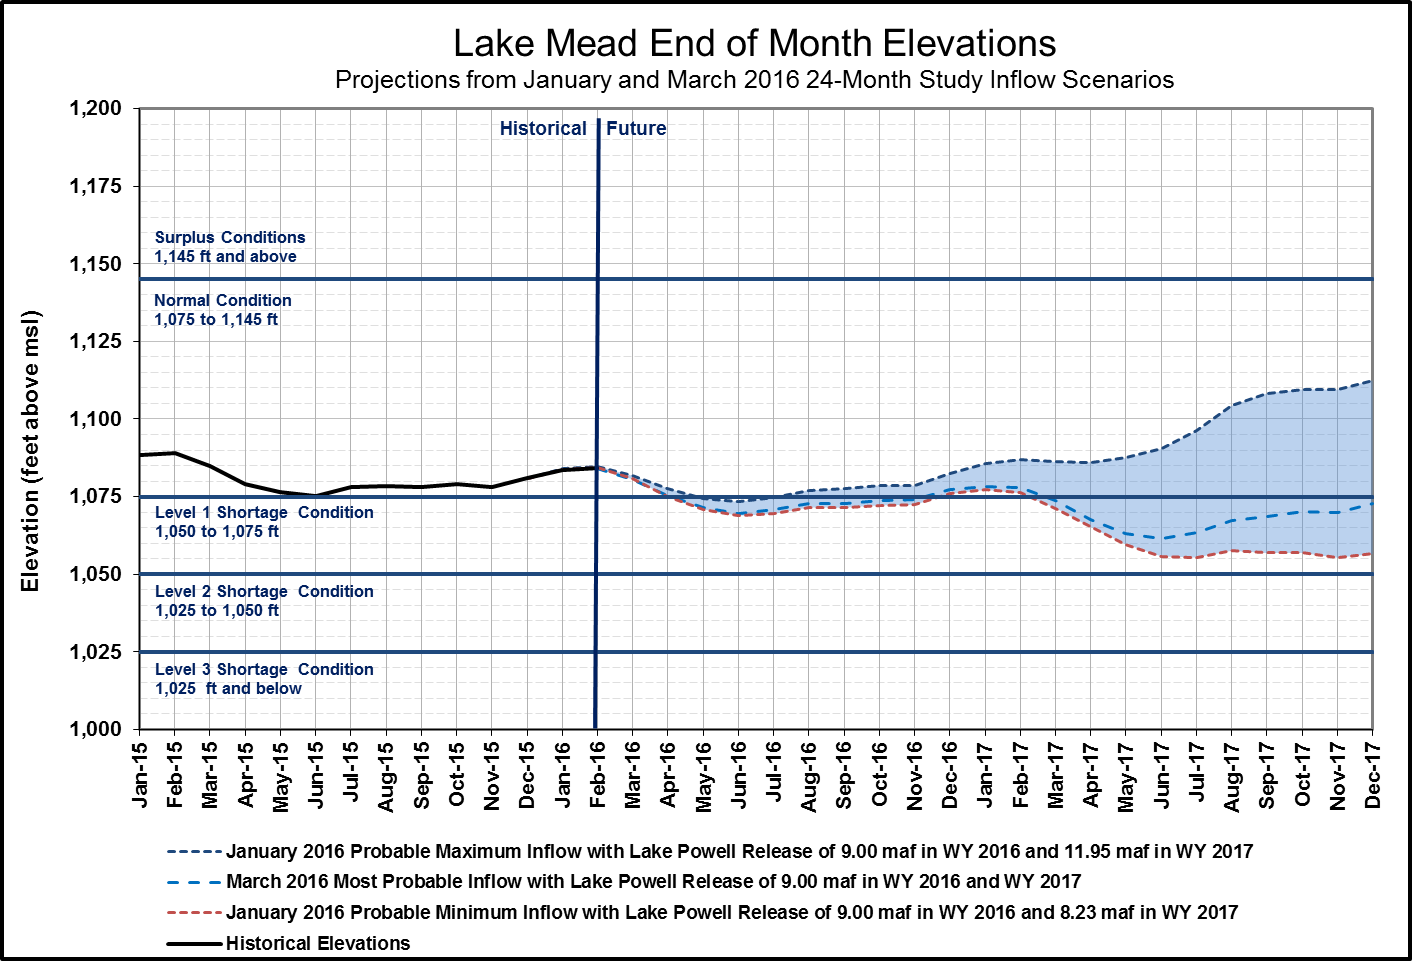 Lake Mead End of Month Elevations
Projections from January and March 2016 24-Month Study Inflow Scenarios
Elevation (feet above msl)
1,200
1,175
1,150
1,125
1,100
1,075
1,050
1,025
1,000
Historical
Future
Surplus Conditions
1,145 ft and above
Normal Condition
1,075 to 1,145 ft
Level 1 Shortage Condition
1,050 to 1,075 ft
Level 2 Shortage Condition
1,025 to 1,050 ft
Level 3 Shortage Condition
1,025 ft and below
Jan-15
Feb-15
Mar-15
Apr-15
May-15
Jun-15
Jul-15
Aug-15
Sep-15
Oct-15
Nov-15
Dec-15
Jan-16
Feb-16
Mar-16
Apr-16
May-16
Jun-16
Jul-16
Aug-16
Sep-16
Oct-16
Nov-16
Dec-16
Jan-17
Feb-17
Mar-17
Apr-17
May-17
Jun-17
Jul-17
Aug-17
Sep-17
Oct-17
Nov-17
Dec-17
January 2016 Probable Maximum Inflow with Lake Powell Release of 9.00 maf in WY 2016 and 11.95 maf in WY 2017
March 2016 Most Probable Inflow with Lake Powell Release of 9.00 maf in WY 2016 and WY 2017
January 2016 Probable Minimum Inflow with Lake Powell Release of 9.00 maf in WY 2016 and 8.23 maf in WY 2017
Historical Elevations